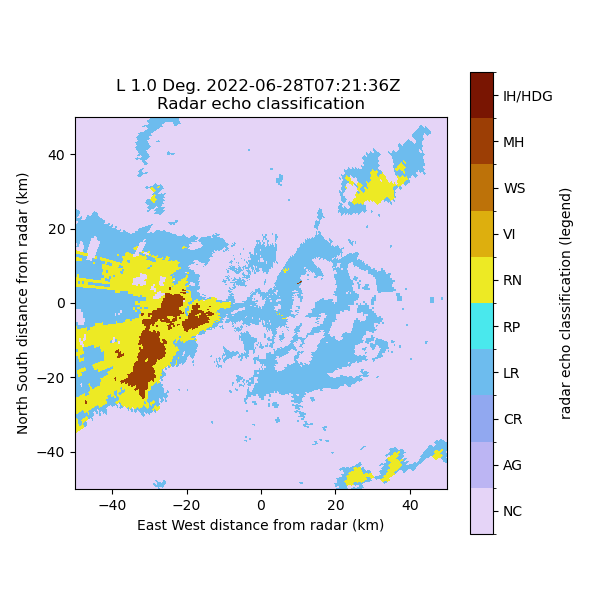 L 1.0 Deg. 2022-06-28T07:21:36Z
Radar echo classification
North South distance from radar (km)
40
20
0
−20
−40
−40 −20 0 20 40
East West distance from radar (km)
IH/HDG
MH
WS
VI
RN
RP
LR
CR
AG
NC
radar echo classification (legend)